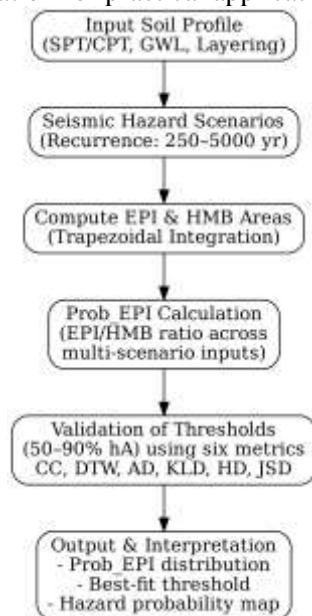 Input Soil Profile
(SPT/CPT, GWL, Layering)
Seismic Hazard Scenarios
(Recurrence: 250–5000 yr)
Compute EPI & HMB Areas
(Trapezoidal Integration)
Prob_EPI Calculation
(EPI/HMB ratio across
multi-scenario inputs)
Validation of Thresholds
(50–90% hA) using six metrics
CC, DTW, AD, KLD, HD, JSD
Output & Interpretation
- Prob_EPI distribution
- Best-fit threshold
- Hazard probability map